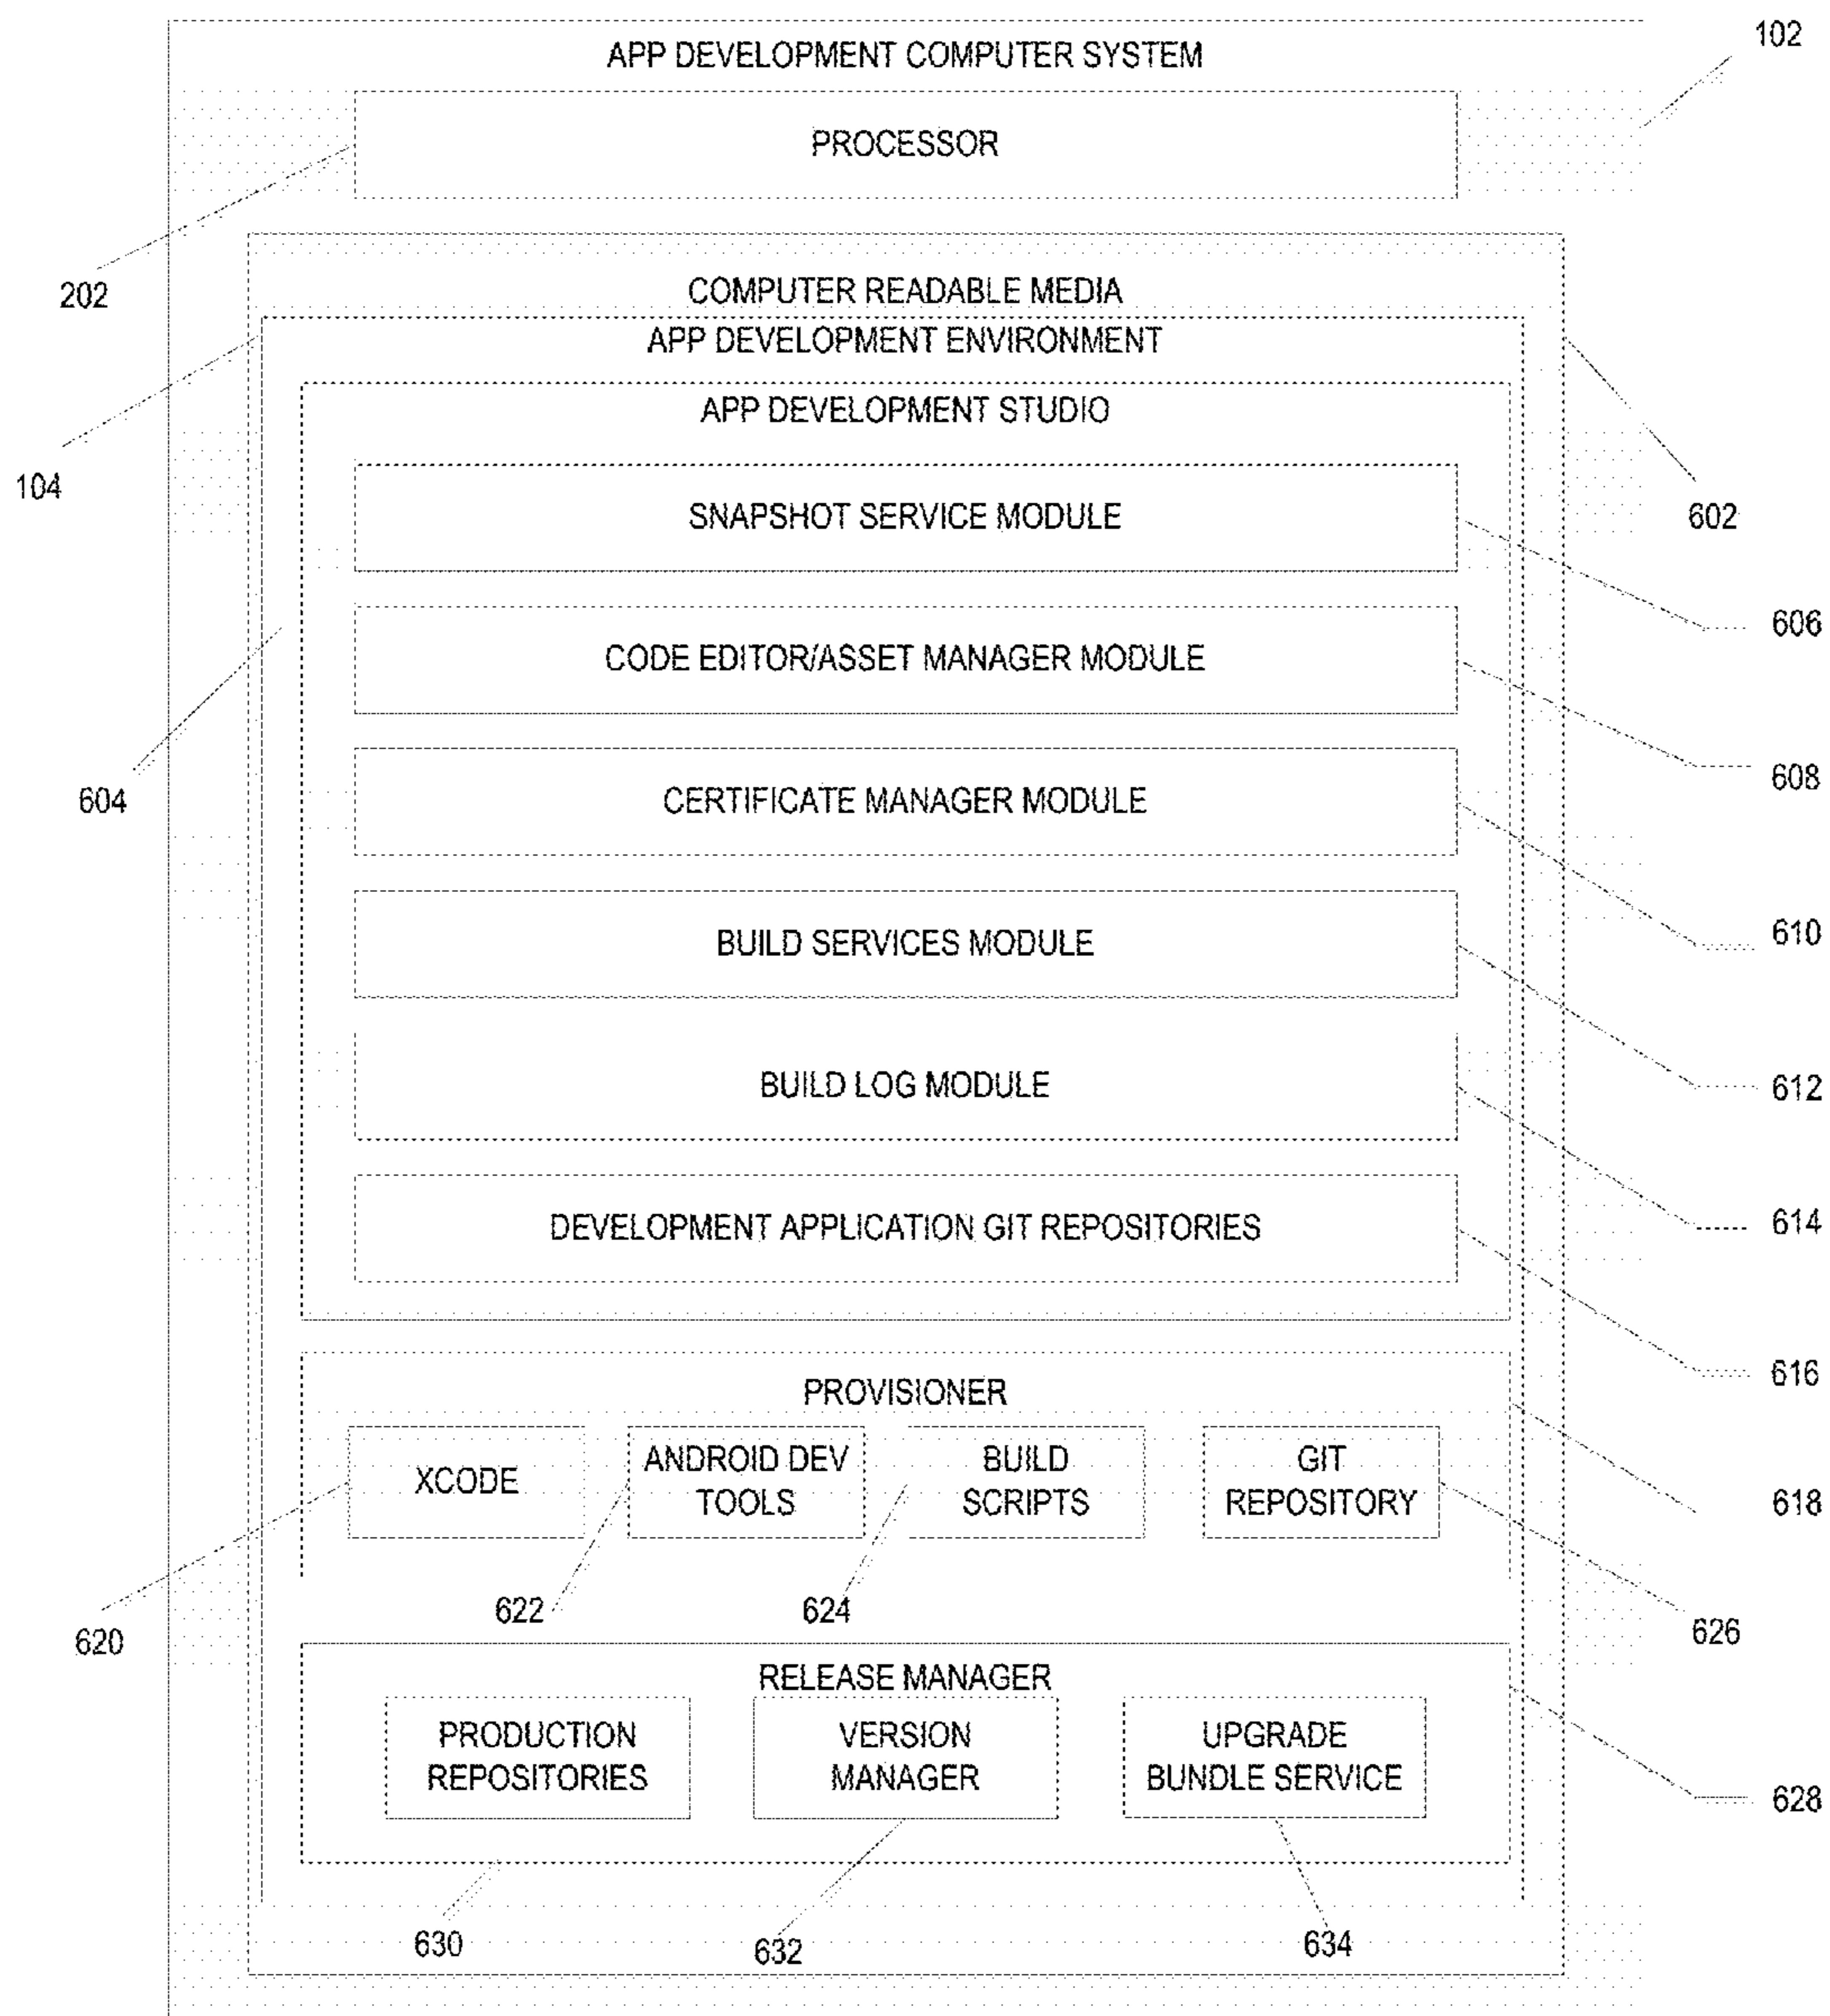 APP DEVELOPMENT COMPUTER SYSTEM
102
PROCESSOR
202
COMPUTER READABLE MEDIA
APP DEVELOPMENT ENVIRONMENT
104
APP DEVELOPMENT STUDIO
602
SNAPSHOT SERVICE MODULE
606
CODE EDITOR/ASSET MANAGER MODULE
608
604
CERTIFICATE MANAGER MODULE
610
BUILD SERVICES MODULE
612
BUILD LOG MODULE
614
DEVELOPMENT APPLICATION GIT REPOSITORIES
616
PROVISIONER
618
XCODE
ANDROID DEV
TOOLS
BUILD
SCRIPTS
GIT
REPOSITORY
620
622
624
626
RELEASE MANAGER
628
PRODUCTION
REPOSITORIES
VERSION
MANAGER
UPGRADE
BUNDLE SERVICE
630
632
634